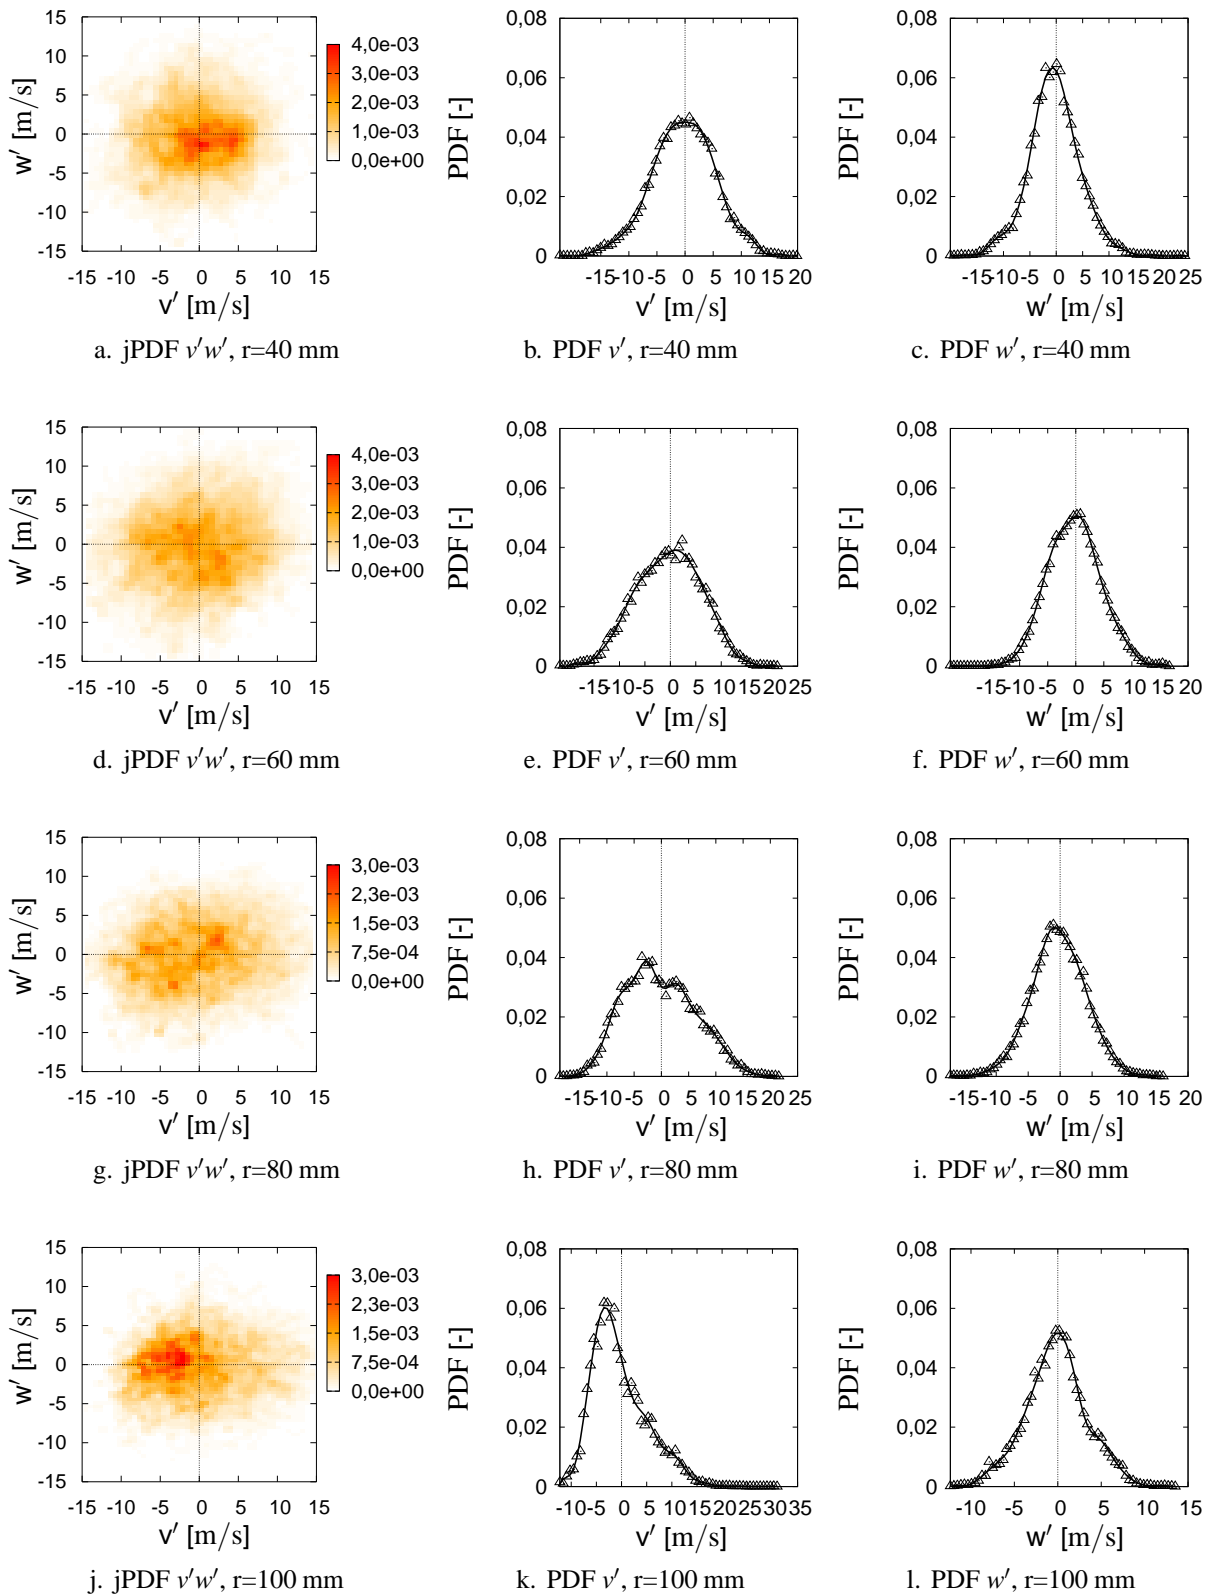 15
10
5
0
-5
-10
-15
-15 -10 -5 0 5 10 15
w′ [m/s]
v′ [m/s]
4,0e-03
3,0e-03
2,0e-03
1,0e-03
0,0e+00
a. jPDF v′w′, r=40 mm
0,08
0,06
0,04
0,02
0
PDF [-]
-10 -5 0 5 10 15 20
v′ [m/s]
b. PDF v′, r=40 mm
0,08
0,06
0,04
0,02
0
PDF [-]
-15 -10 -5 0 5 10 15 20 25
w′ [m/s]
c. PDF w′, r=40 mm
15
10
5
0
-5
-10
-15
-15 -10 -5 0 5 10 15
w′ [m/s]
v′ [m/s]
4,0e-03
3,0e-03
2,0e-03
1,0e-03
0,0e+00
d. jPDF v′w′, r=60 mm
0,08
0,06
0,04
0,02
0
PDF [-]
-15 -10 -5 0 5 10 15 20 25
v′ [m/s]
e. PDF v′, r=60 mm
0,08
0,06
0,04
0,02
0
PDF [-]
-15 -10 -5 0 5 10 15 20
w′ [m/s]
f. PDF w′, r=60 mm
15
10
5
0
-5
-10
-15
-15 -10 -5 0 5 10 15
w′ [m/s]
v′ [m/s]
3,0e-03
2,3e-03
1,5e-03
7,5e-04
0,0e+00
g. jPDF v′w′, r=80 mm
0,08
0,06
0,04
0,02
0
PDF [-]
-15 -10 -5 0 5 10 15 20 25
v′ [m/s]
h. PDF v′, r=80 mm
0,08
0,06
0,04
0,02
0
PDF [-]
-15 -10 -5 0 5 10 15 20
w′ [m/s]
i. PDF w′, r=80 mm
15
10
5
0
-5
-10
-15
-15 -10 -5 0 5 10 15
w′ [m/s]
v′ [m/s]
3,0e-03
2,3e-03
1,5e-03
7,5e-04
0,0e+00
j. jPDF v′w′, r=100 mm
0,08
0,06
0,04
0,02
0
PDF [-]
-10 -5 0 5 10 15 20 25 30 35
v′ [m/s]
k. PDF v′, r=100 mm
0,08
0,06
0,04
0,02
0
PDF [-]
-10 -5 0 5 10 15
w′ [m/s]
l. PDF w′, r=100 mm